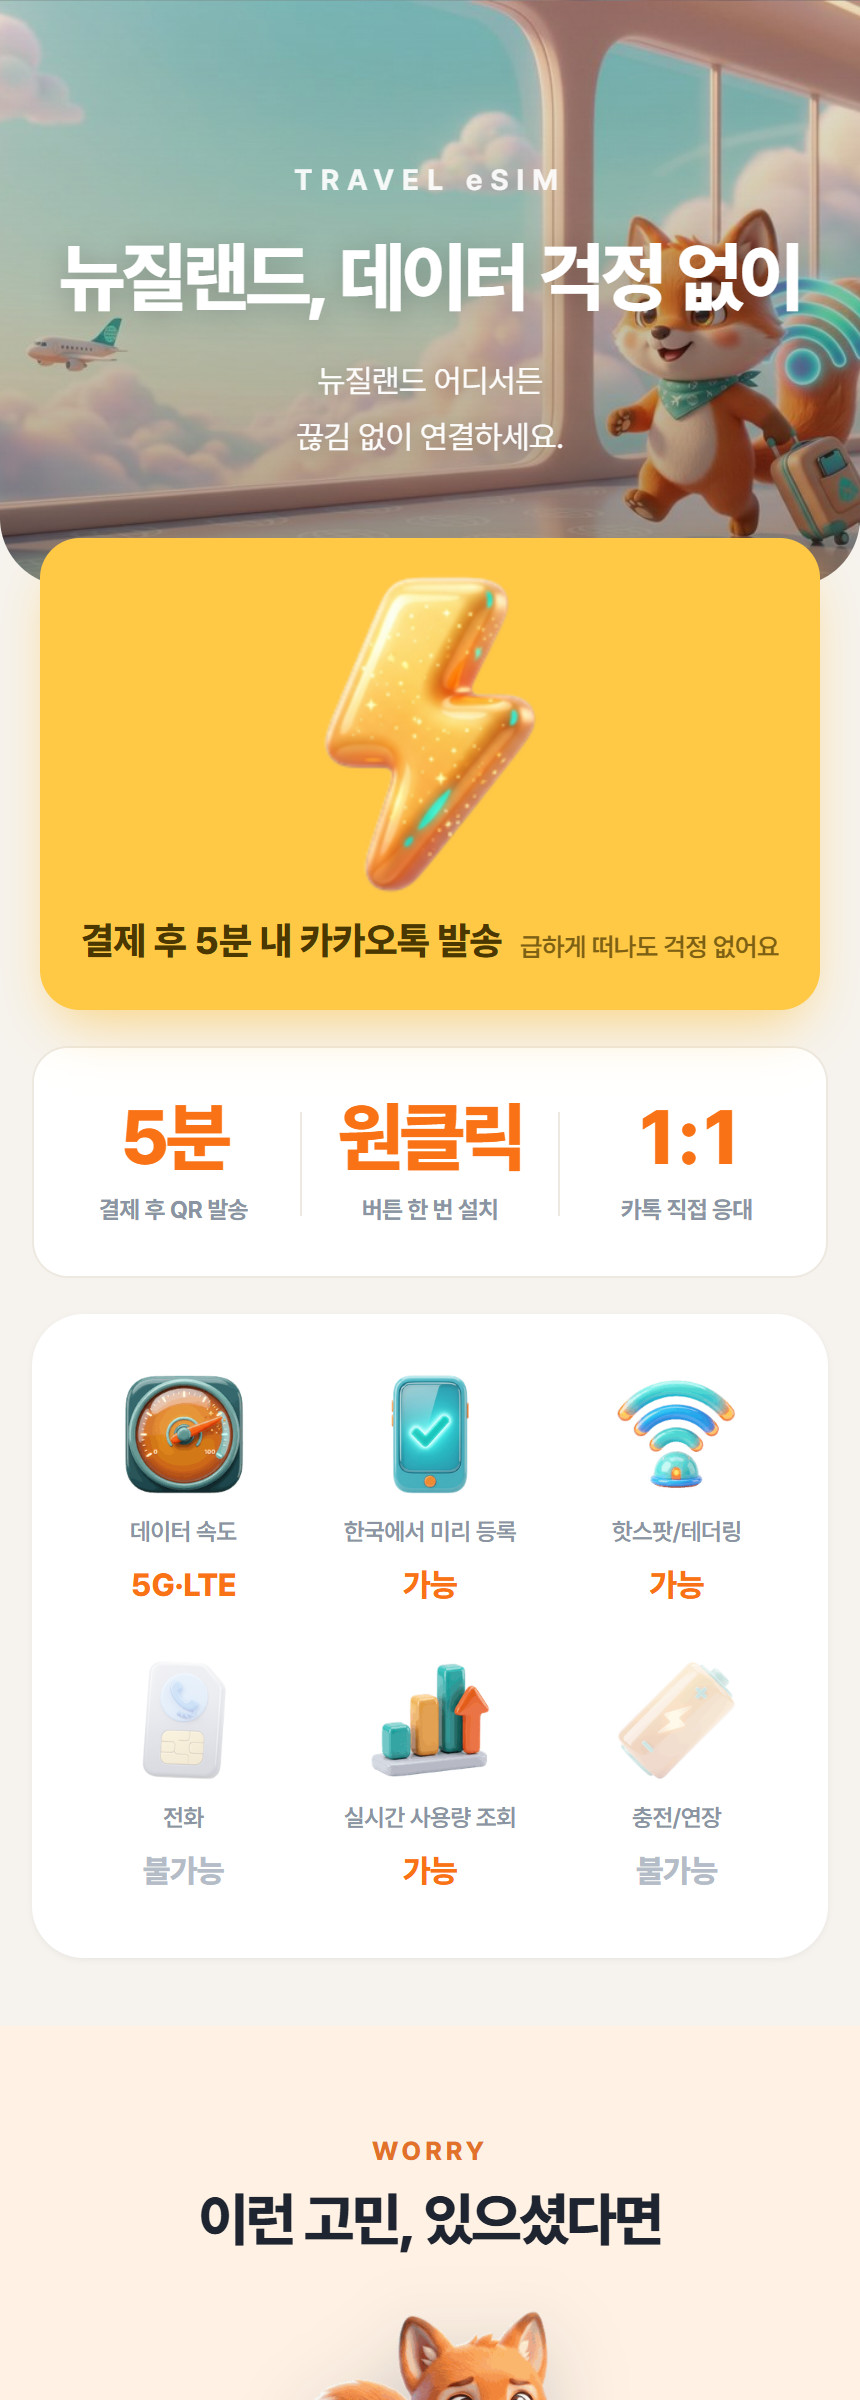 TRAVEL eSIM
뉴질랜드, 데이터 걱정 없이
뉴질랜드 어디서든
끊김 없이 연결하세요.
결제 후 5분 내 카카오톡 발송 급하게 떠나도 걱정 없어요
5분
결제 후 QR 발송
원클릭
버튼 한 번 설치
1:1
카톡 직접 응대
0
100
데이터 속도
5G·LTE
한국에서 미리 등록
가능
핫스팟/테더링
가능
전화
불가능
실시간 사용량 조회
가능
충전/연장
불가능
WORRY
이런 고민, 있으셨다면